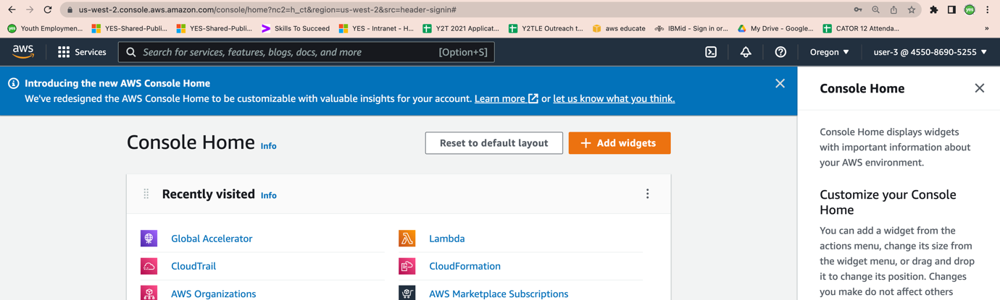 us-west-2.console.aws.amazon.com/console/home?nc2=h_ct&region=us-west-2&src=header-signin#
yes Youth Employmen... YES-Shared-Publi... YES-Shared-Publi... Skills To Succeed YES - Intranet - H... Y2T 2021 Applicat... Y2TLE Outreach t... aws educate IBMid - Sign in or... My Drive - Google... CATOR 12 Attenda... »
aws Services Search for services, features, blogs, docs, and more [Option+S] Oregon ▼ user-3 @ 4550-8690-5255 ▼
Introducing the new AWS Console Home
We've redesigned the AWS Console Home to be customizable with valuable insights for your account. Learn more or let us know what you think.
Console Home Info
Reset to default layout
+ Add widgets
Recently visited Info
Global Accelerator
Lambda
CloudTrail
CloudFormation
AWS Organizations
AWS Marketplace Subscriptions
Console Home
Console Home displays widgets
with important information about
your AWS environment.
Customize your Console
Home
You can add a widget from the
actions menu, change its size from
the widget menu, or drag and drop
it to change its position. Changes
you make do not affect others